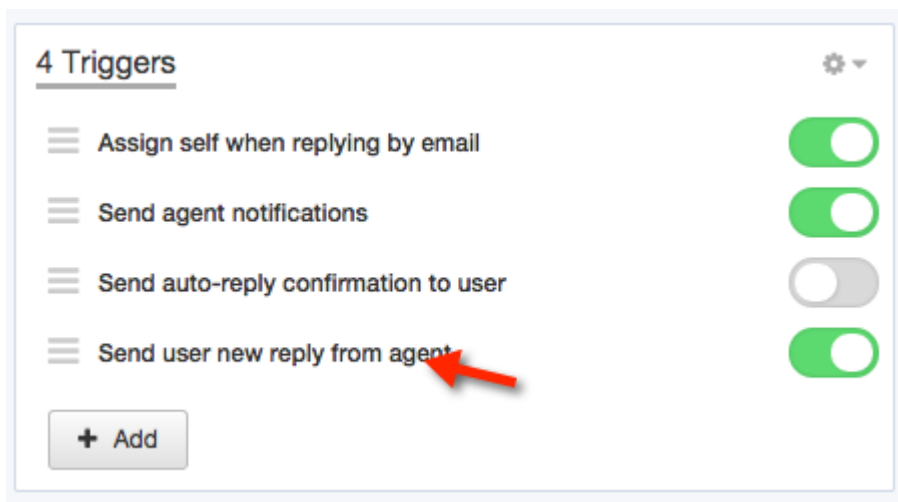 4 Triggers
Assign self when replying by email
Send agent notifications
Send auto-reply confirmation to user
Send user new reply from agent
+ Add